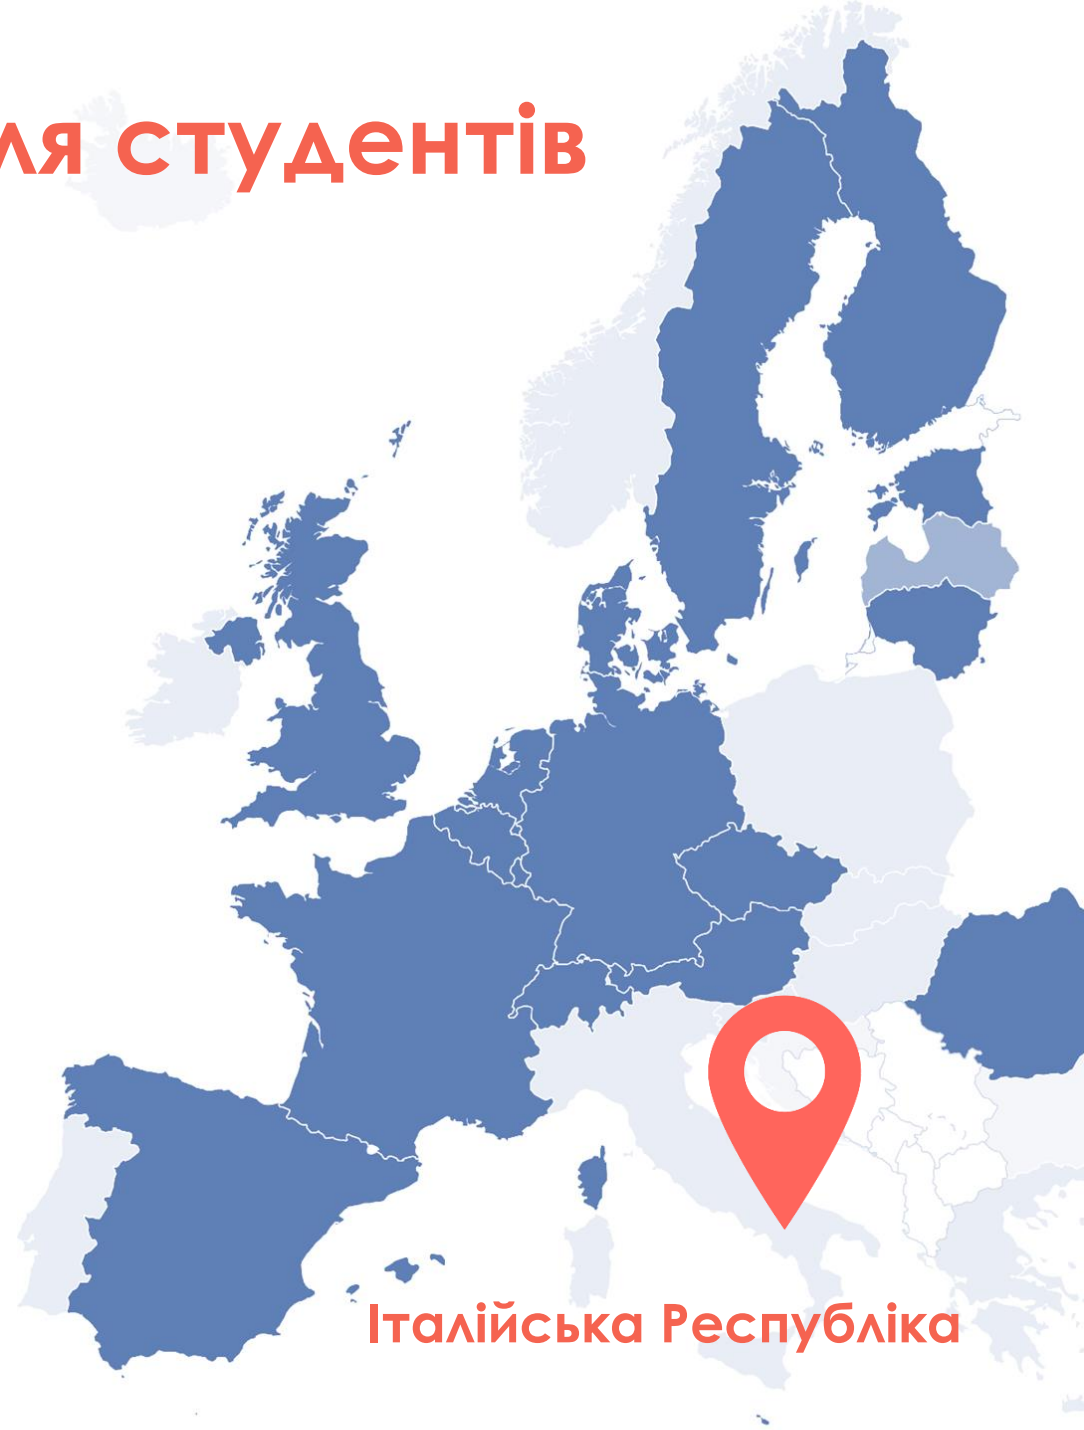 ля студентів
Італійська Республіка